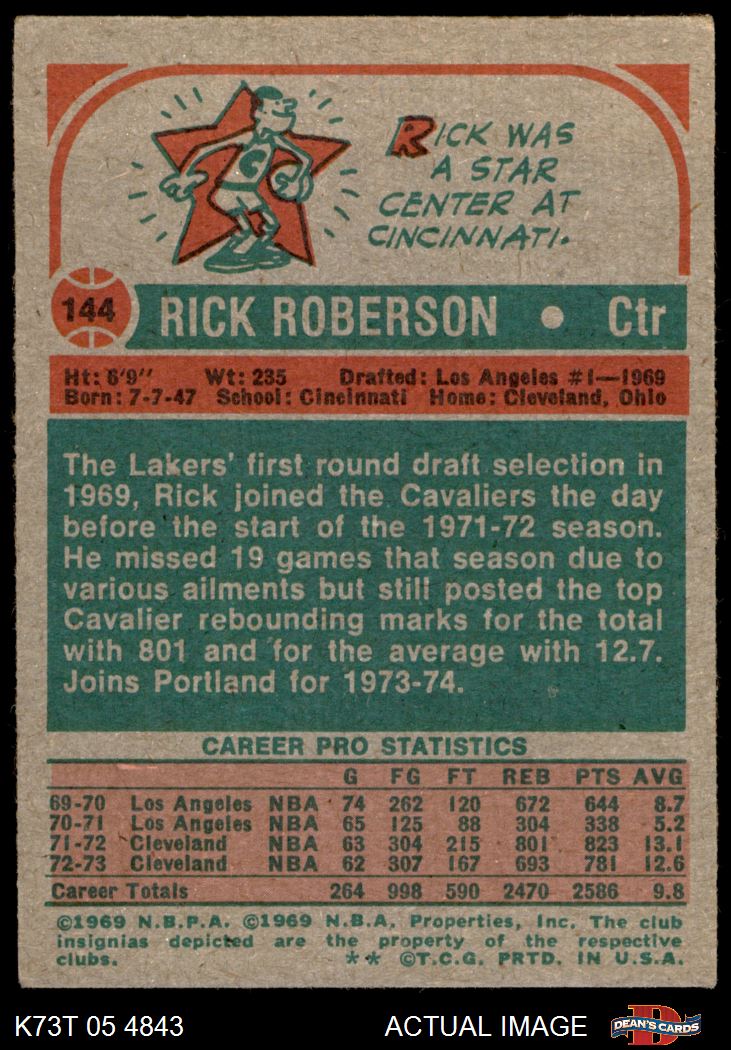 RICK WAS
A STAR
CENTER AT
CINCINNATI.
C C
144 RICK ROBERSON • Ctr
Ht: 6'9" Wt: 235 Drafted: Los Angeles #1—1969
Born: 7-7-47 School: Cincinnati Home: Cleveland, Ohio
The Lakers' first round draft selection in
1969, Rick joined the Cavaliers the day
before the start of the 1971-72 season.
He missed 19 games that season due to
various ailments but still posted the top
Cavalier rebounding marks for the total
with 801 and for the average with 12.7.
Joins Portland for 1973-74.
CAREER PRO STATISTICS
G FG FT REB PTS AVG
69-70 Los Angeles NBA 74 262 120 672 644 8.7
70-71 Los Angeles NBA 65 125 88 304 338 5.2
71-72 Cleveland NBA 63 304 215 801 823 13.1
72-73 Cleveland NBA 62 307 167 693 781 12.6
Career Totals 264 998 590 2470 2586 9.8
©1969 N.B.P.A. ©1969 N.B.A. Properties, Inc. The club
insignias depicted are the property of the respective
clubs. ** ©T.C.G. PRTD. IN U.S.A.
K73T 05 4843 ACTUAL IMAGE D DEAN'S CARDS